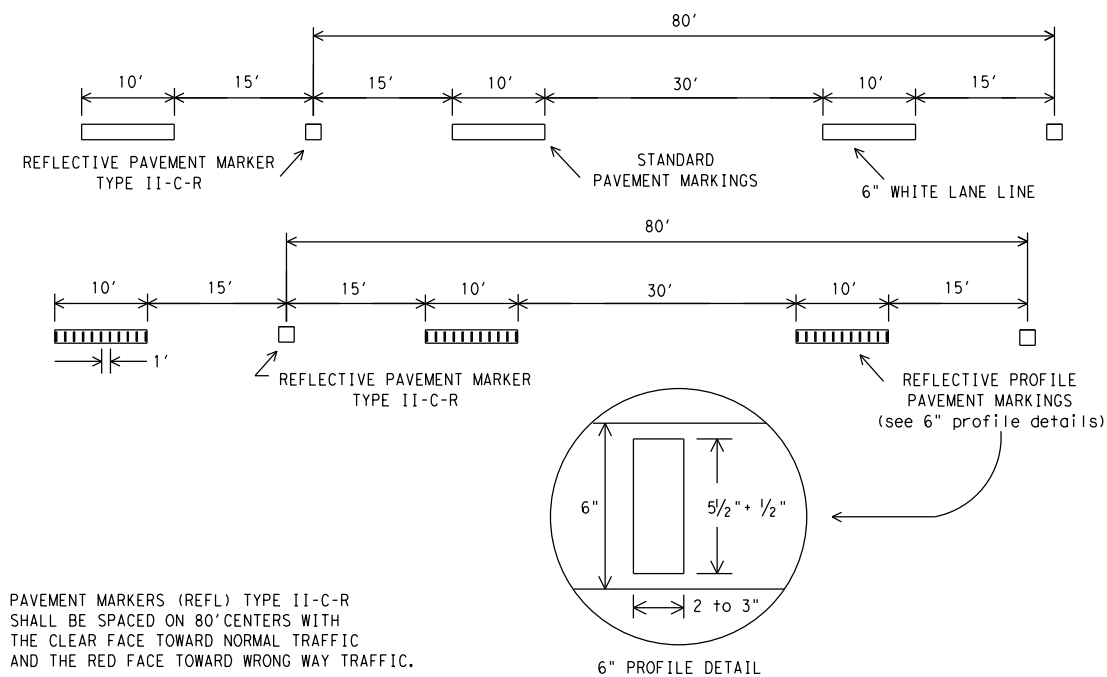 80'
10' 15' 15' 10' 30' 10' 15'
REFLECTIVE PAVEMENT MARKER
TYPE II-C-R
STANDARD
PAVEMENT MARKINGS
6" WHITE LANE LINE
80'
10' 15' 15' 10' 30' 10' 15'
1'
REFLECTIVE PAVEMENT MARKER
TYPE II-C-R
REFLECTIVE PROFILE
PAVEMENT MARKINGS
(see 6" profile details)
6"
5½"+ ½"
2 to 3"
6" PROFILE DETAIL
PAVEMENT MARKERS (REFL) TYPE II-C-R
SHALL BE SPACED ON 80'CENTERS WITH
THE CLEAR FACE TOWARD NORMAL TRAFFIC
AND THE RED FACE TOWARD WRONG WAY TRAFFIC.